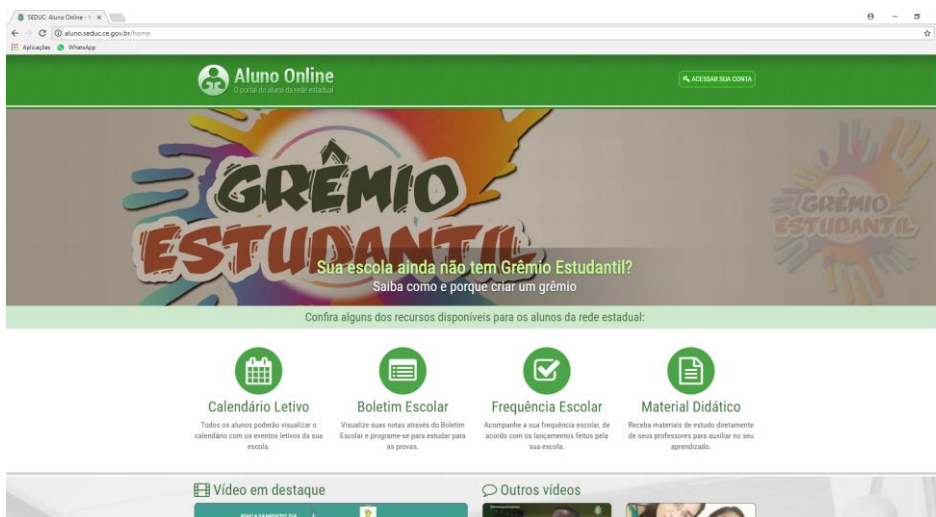 SEDUC: Aluno Online - 
aluno.seduc.ce.gov.br/home
Aplicações WhatsApp
Aluno Online
O portal do aluno da rede estadual
ACESSAR SUA CONTA
GRÊMIO
ESTUDANTIL
GRÊMIO
ESTUDANTIL
Sua escola ainda não tem Grêmio Estudantil?
Saiba como e porque criar um grêmio
Confira alguns dos recursos disponíveis para os alunos da rede estadual:
Calendário Letivo
Todos os alunos poderão visualizar o
calendário com os eventos letivos da sua
escola.
Boletim Escolar
Visualize suas notas através do Boletim
Escolar e programe-se para estudar para
as provas.
Frequência Escolar
Acompanhe a sua frequência escolar, de
acordo com os lançamentos feitos pela
sua escola.
Material Didático
Receba materiais de estudo diretamente
de seus professores para auxiliar no seu
aprendizado.
Vídeo em destaque
ENGAJAMENTO DA
Outros vídeos